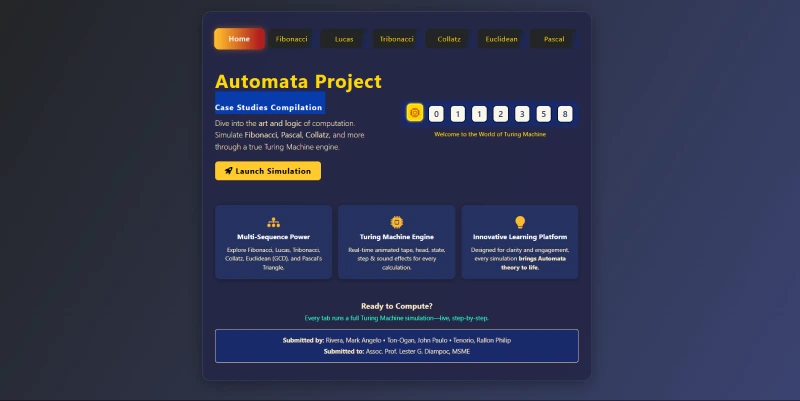 Home Fibonacci Lucas Tribonacci Collatz Euclidean Pascal
Automata Project
Case Studies Compilation
Dive into the art and logic of computation.
Simulate Fibonacci, Pascal, Collatz, and more
through a true Turing Machine engine.
Launch Simulation
0 1 1 2 3 5 8
Welcome to the World of Turing Machine
Multi-Sequence Power
Explore Fibonacci, Lucas, Tribonacci,
Collatz, Euclidean (GCD), and Pascal's
Triangle.
Turing Machine Engine
Real-time animated tape, head, state,
step & sound effects for every
calculation.
Innovative Learning Platform
Designed for clarity and engagement,
every simulation brings Automata
theory to life.
Ready to Compute?
Every tab runs a full Turing Machine simulation—live, step-by-step.
Submitted by: Rivera, Mark Angelo • Ton-Ogan, John Paulo • Tenorio, Rallon Philip
Submitted to: Assoc. Prof. Lester G. Diampoc, MSME